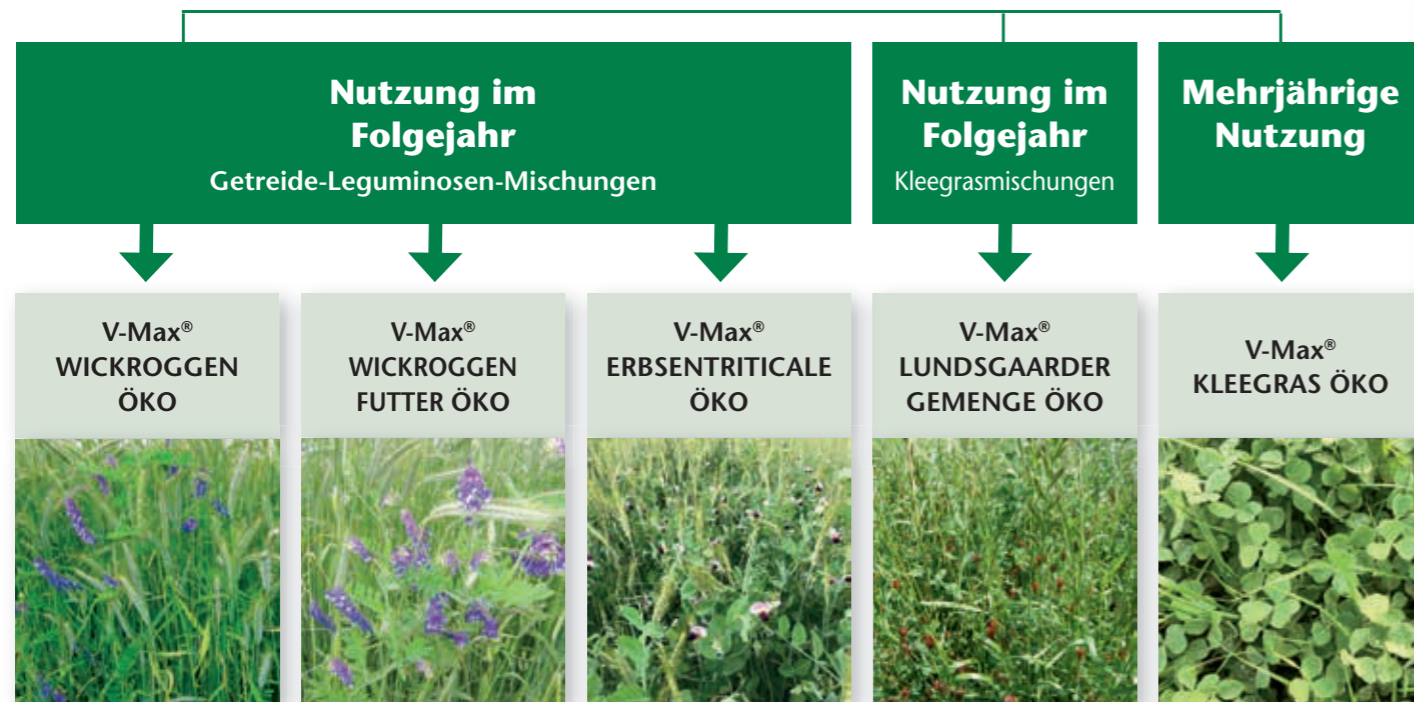 Nutzung im
Folgejahr
Getreide-Leguminosen-Mischungen
Nutzung im
Folgejahr
Kleegrasmischungen
Mehrjährige
Nutzung
V-Max®
WICKROGGEN
ÖKO
V-Max®
WICKROGGEN
FUTTER ÖKO
V-Max®
ERBSENTRITICALE
ÖKO
V-Max®
LUNDSGAARDER
GEMENGE ÖKO
V-Max®
KLEEGRAS ÖKO